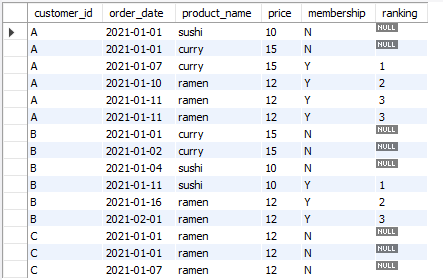 customer_id order_date product_name price membership ranking
A 2021-01-01 sushi 10 N NULL
A 2021-01-01 curry 15 N NULL
A 2021-01-07 curry 15 Y 1
A 2021-01-10 ramen 12 Y 2
A 2021-01-11 ramen 12 Y 3
A 2021-01-11 ramen 12 Y 3
B 2021-01-01 curry 15 N NULL
B 2021-01-02 curry 15 N NULL
B 2021-01-04 sushi 10 N NULL
B 2021-01-11 sushi 10 Y 1
B 2021-01-16 ramen 12 Y 2
B 2021-02-01 ramen 12 Y 3
C 2021-01-01 ramen 12 N NULL
C 2021-01-01 ramen 12 N NULL
C 2021-01-07 ramen 12 N NULL